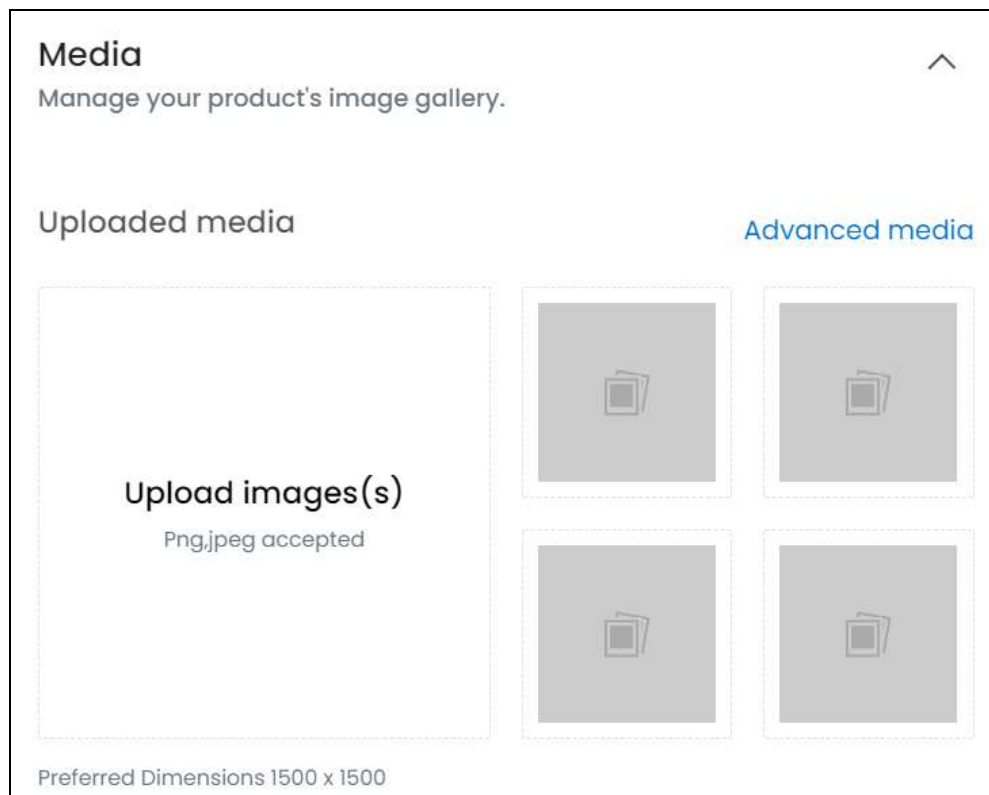 Media
Manage your product's image gallery.
Uploaded media
Advanced media
Upload images(s)
Png,jpeg accepted
Preferred Dimensions 1500 x 1500